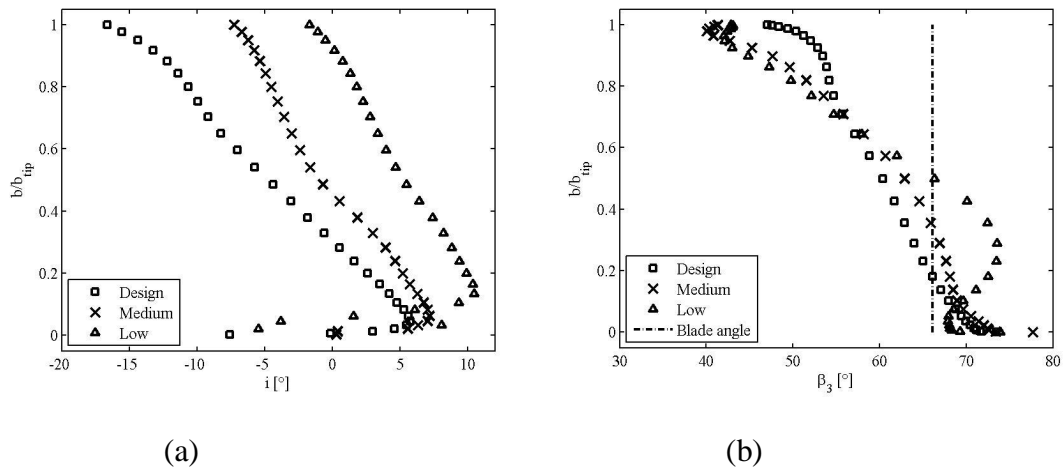 b/b_tip
1
0.8
0.6
0.4
0.2
0
Design
Medium
Low
-20 -15 -10 -5 0 5 10
i [°]
b/b_tip
1
0.8
0.6
0.4
0.2
0
Design
Medium
Low
Blade angle
30 40 50 60 70 80
β_3 [°]
(a) (b)